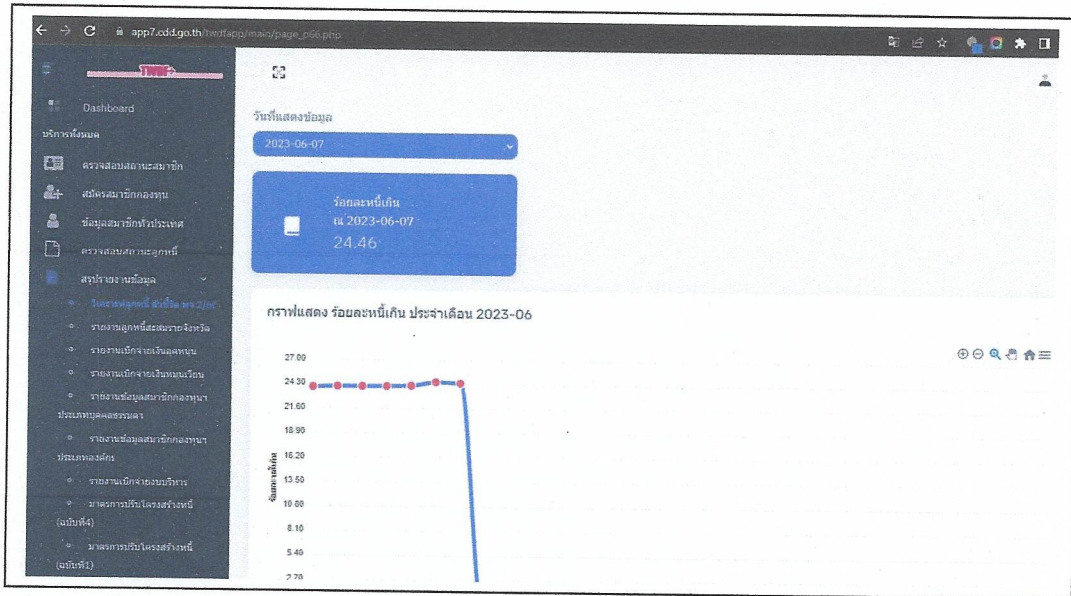 app7.cdd.go.th/twdfapp/main/page_p66.php
TWDF+
Dashboard
บริการทั้งหมด
ตรวจสอบสถานะสมาชิก
สมัครสมาชิกกองทุน
ข้อมูลสมาชิกทั่วประเทศ
ตรวจสอบสถานะลูกหนี้
สรุปรายงานข้อมูล
รายงานลูกหนี้สะสมรายจังหวัด
รายงานเบิกจ่ายเงินอุดหนุน
รายงานเบิกจ่ายเงินหมุนเวียน
รายงานข้อมูลสมาชิกกองทุนฯ
ประเภทบุคคลธรรมดา
รายงานข้อมูลสมาชิกกองทุนฯ
ประเภทองค์กร
รายงานเบิกจ่ายงบบริหาร
มาตรการปรับโครงสร้างหนี้
(ฉบับที่4)
มาตรการปรับโครงสร้างหนี้
(ฉบับที่1)
วันที่แสดงข้อมูล
2023-06-07
ร้อยละหนี้เกิน
ณ 2023-06-07
24.46
กราฟแสดง ร้อยละหนี้เกิน ประจำเดือน 2023-06
27.00
24.30
21.60
18.90
16.20
13.50
10.80
8.10
5.40
2.70
ร้อยละหนี้เกิน